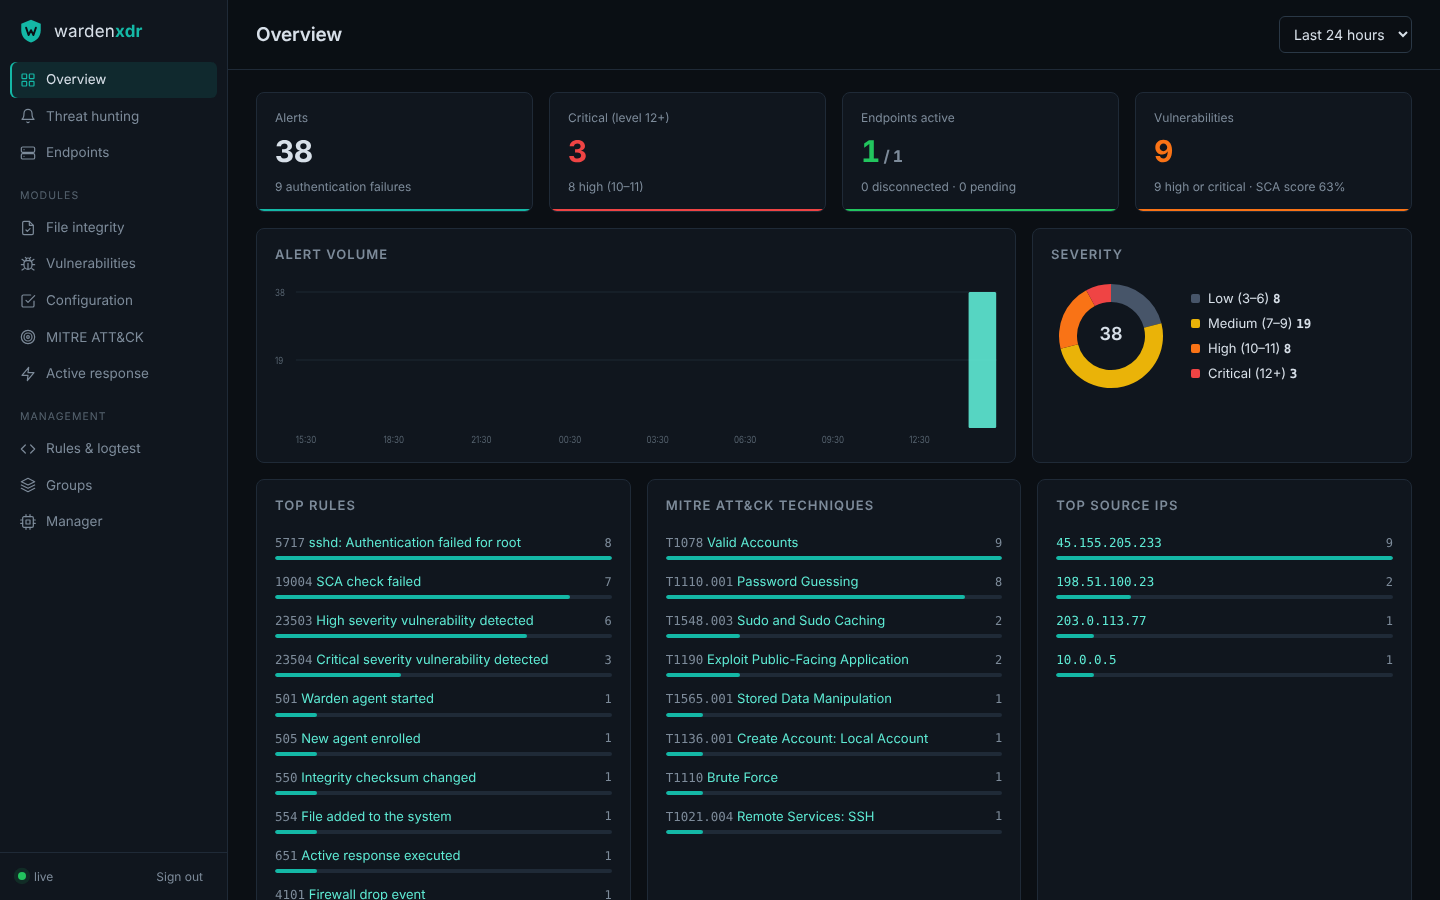 wardenxdr
Overview
Threat hunting
Endpoints
MODULES
File integrity
Vulnerabilities
Configuration
MITRE ATT&CK
Active response
MANAGEMENT
Rules & logtest
Groups
Manager
live
Sign out
Overview
Last 24 hours
Alerts
38
9 authentication failures
Critical (level 12+)
3
8 high (10–11)
Endpoints active
1 / 1
0 disconnected · 0 pending
Vulnerabilities
9
9 high or critical · SCA score 63%
ALERT VOLUME
38
19
15:30 18:30 21:30 00:30 03:30 06:30 09:30 12:30
SEVERITY
38
Low (3–6) 8
Medium (7–9) 19
High (10–11) 8
Critical (12+) 3
TOP RULES
5717 sshd: Authentication failed for root 8
19004 SCA check failed 7
23503 High severity vulnerability detected 6
23504 Critical severity vulnerability detected 3
501 Warden agent started 1
505 New agent enrolled 1
550 Integrity checksum changed 1
554 File added to the system 1
651 Active response executed 1
4101 Firewall drop event 1
MITRE ATT&CK TECHNIQUES
T1078 Valid Accounts 9
T1110.001 Password Guessing 8
T1548.003 Sudo and Sudo Caching 2
T1190 Exploit Public-Facing Application 2
T1565.001 Stored Data Manipulation 1
T1136.001 Create Account: Local Account 1
T1110 Brute Force 1
T1021.004 Remote Services: SSH 1
TOP SOURCE IPS
45.155.205.233 9
198.51.100.23 2
203.0.113.77 1
10.0.0.5 1